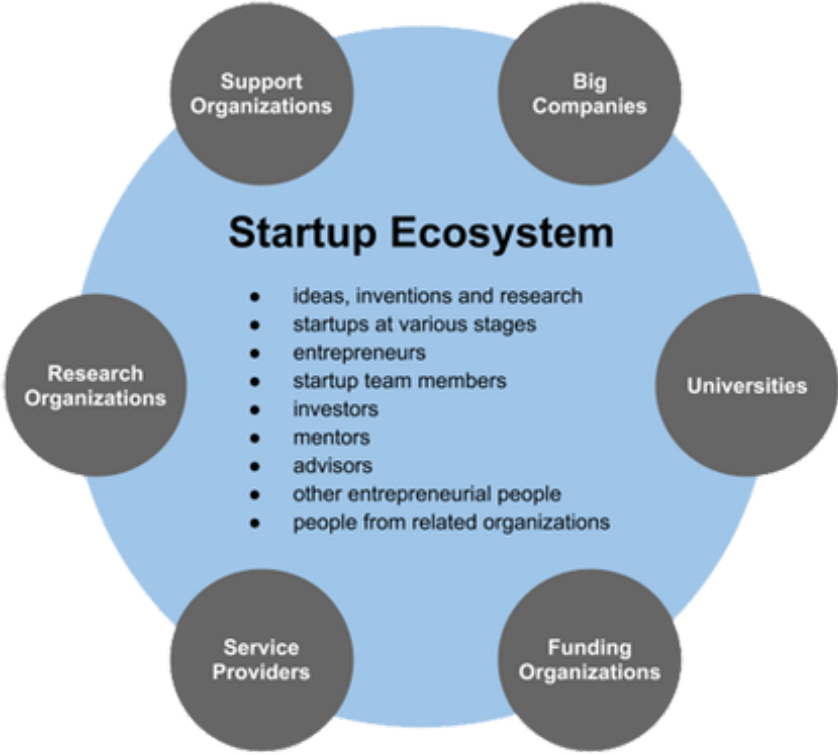 Support
Organizations
Big
Companies
Startup Ecosystem
● ideas, inventions and research
● startups at various stages
● entrepreneurs
● startup team members
● investors
● mentors
● advisors
● other entrepreneurial people
● people from related organizations
Research
Organizations
Universities
Service
Providers
Funding
Organizations